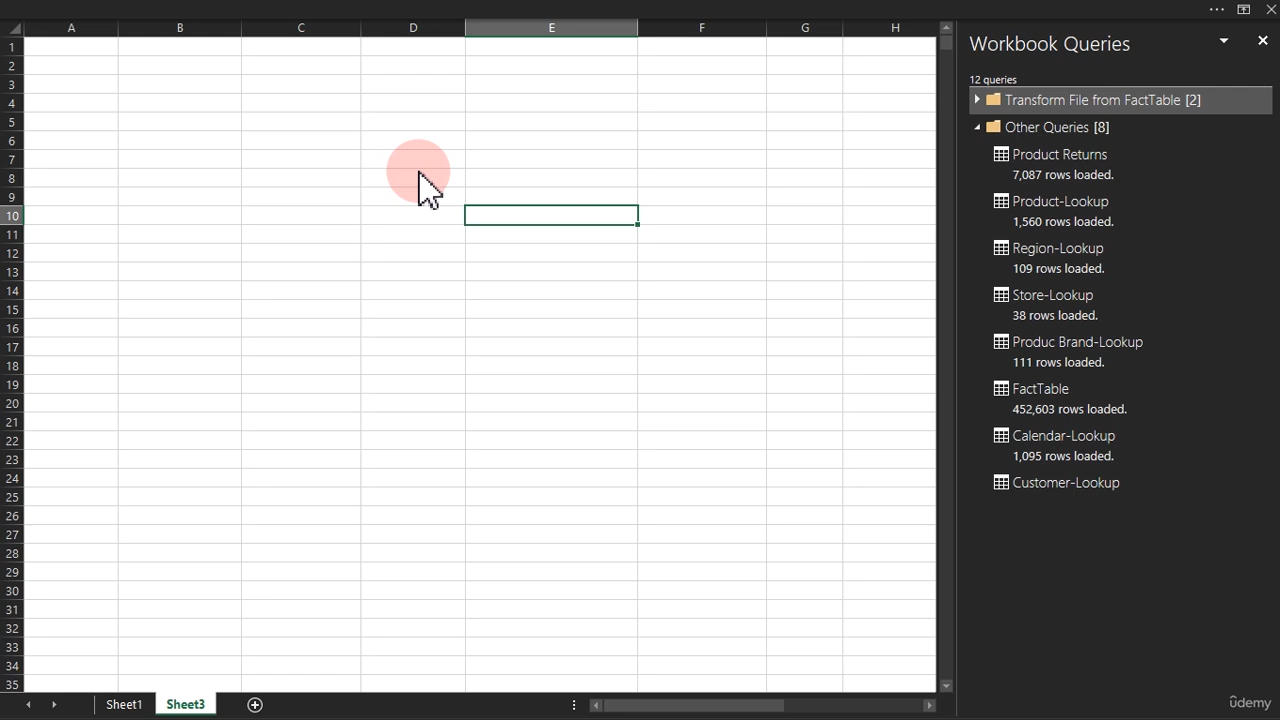 Workbook Queries
12 queries
Transform File from FactTable [2]
Other Queries [8]
Product Returns
7,087 rows loaded.
Product-Lookup
1,560 rows loaded.
Region-Lookup
109 rows loaded.
Store-Lookup
38 rows loaded.
Produc Brand-Lookup
111 rows loaded.
FactTable
452,603 rows loaded.
Calendar-Lookup
1,095 rows loaded.
Customer-Lookup
A B C D E F G H
1
2
3
4
5
6
7
8
9
10
11
12
13
14
15
16
17
18
19
20
21
22
23
24
25
26
27
28
29
30
31
32
33
34
35
Sheet1 Sheet3
ûdemy